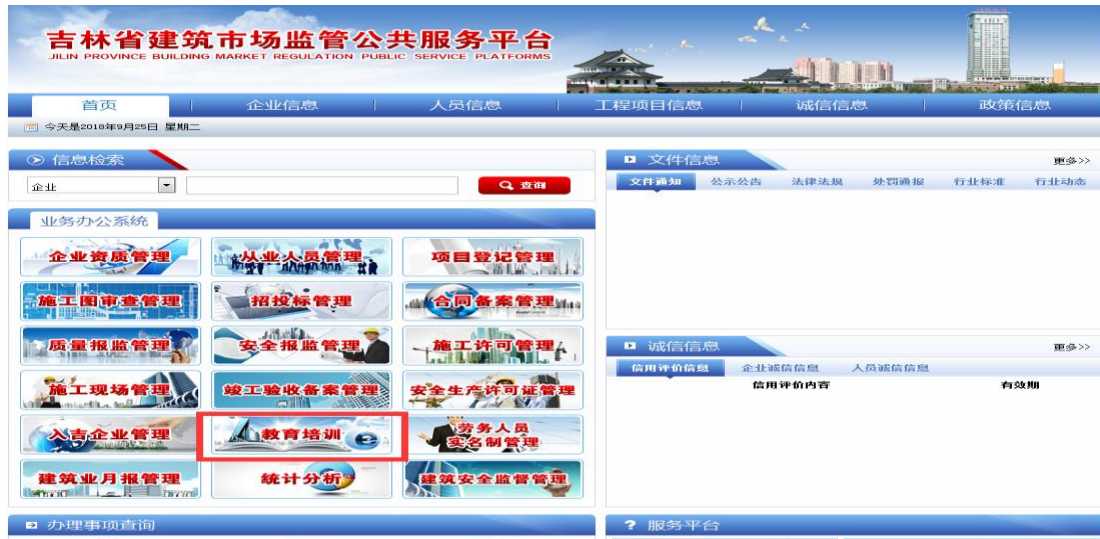 吉林省建筑市场监管公共服务平台
JILIN PROVINCE BUILDING MARKET REGULATION PUBLIC SERVICE PLATFORMS
首页 企业信息 人员信息 工程项目信息 诚信信息 政策信息
今天是2018年9月25日 星期二
信息检索
企业 查询
业务办公系统
企业资质管理 从业人员管理 项目登记管理
施工图审查管理 招投标管理 合同备案管理
质量报监管理 安全报监管理 施工许可管理
施工现场管理 竣工验收备案管理 安全生产许可证管理
入吉企业管理 教育培训 劳务人员
实名制管理
建筑业月报管理 统计分析 建筑安全监督管理
办理事项查询
文件信息 更多>>
文件通知 公示公告 法律法规 处罚通报 行业标准 行业动态
诚信信息 更多>>
信用评价信息 企业诚信信息 人员诚信信息
信用评价内容 有效期
服务平台